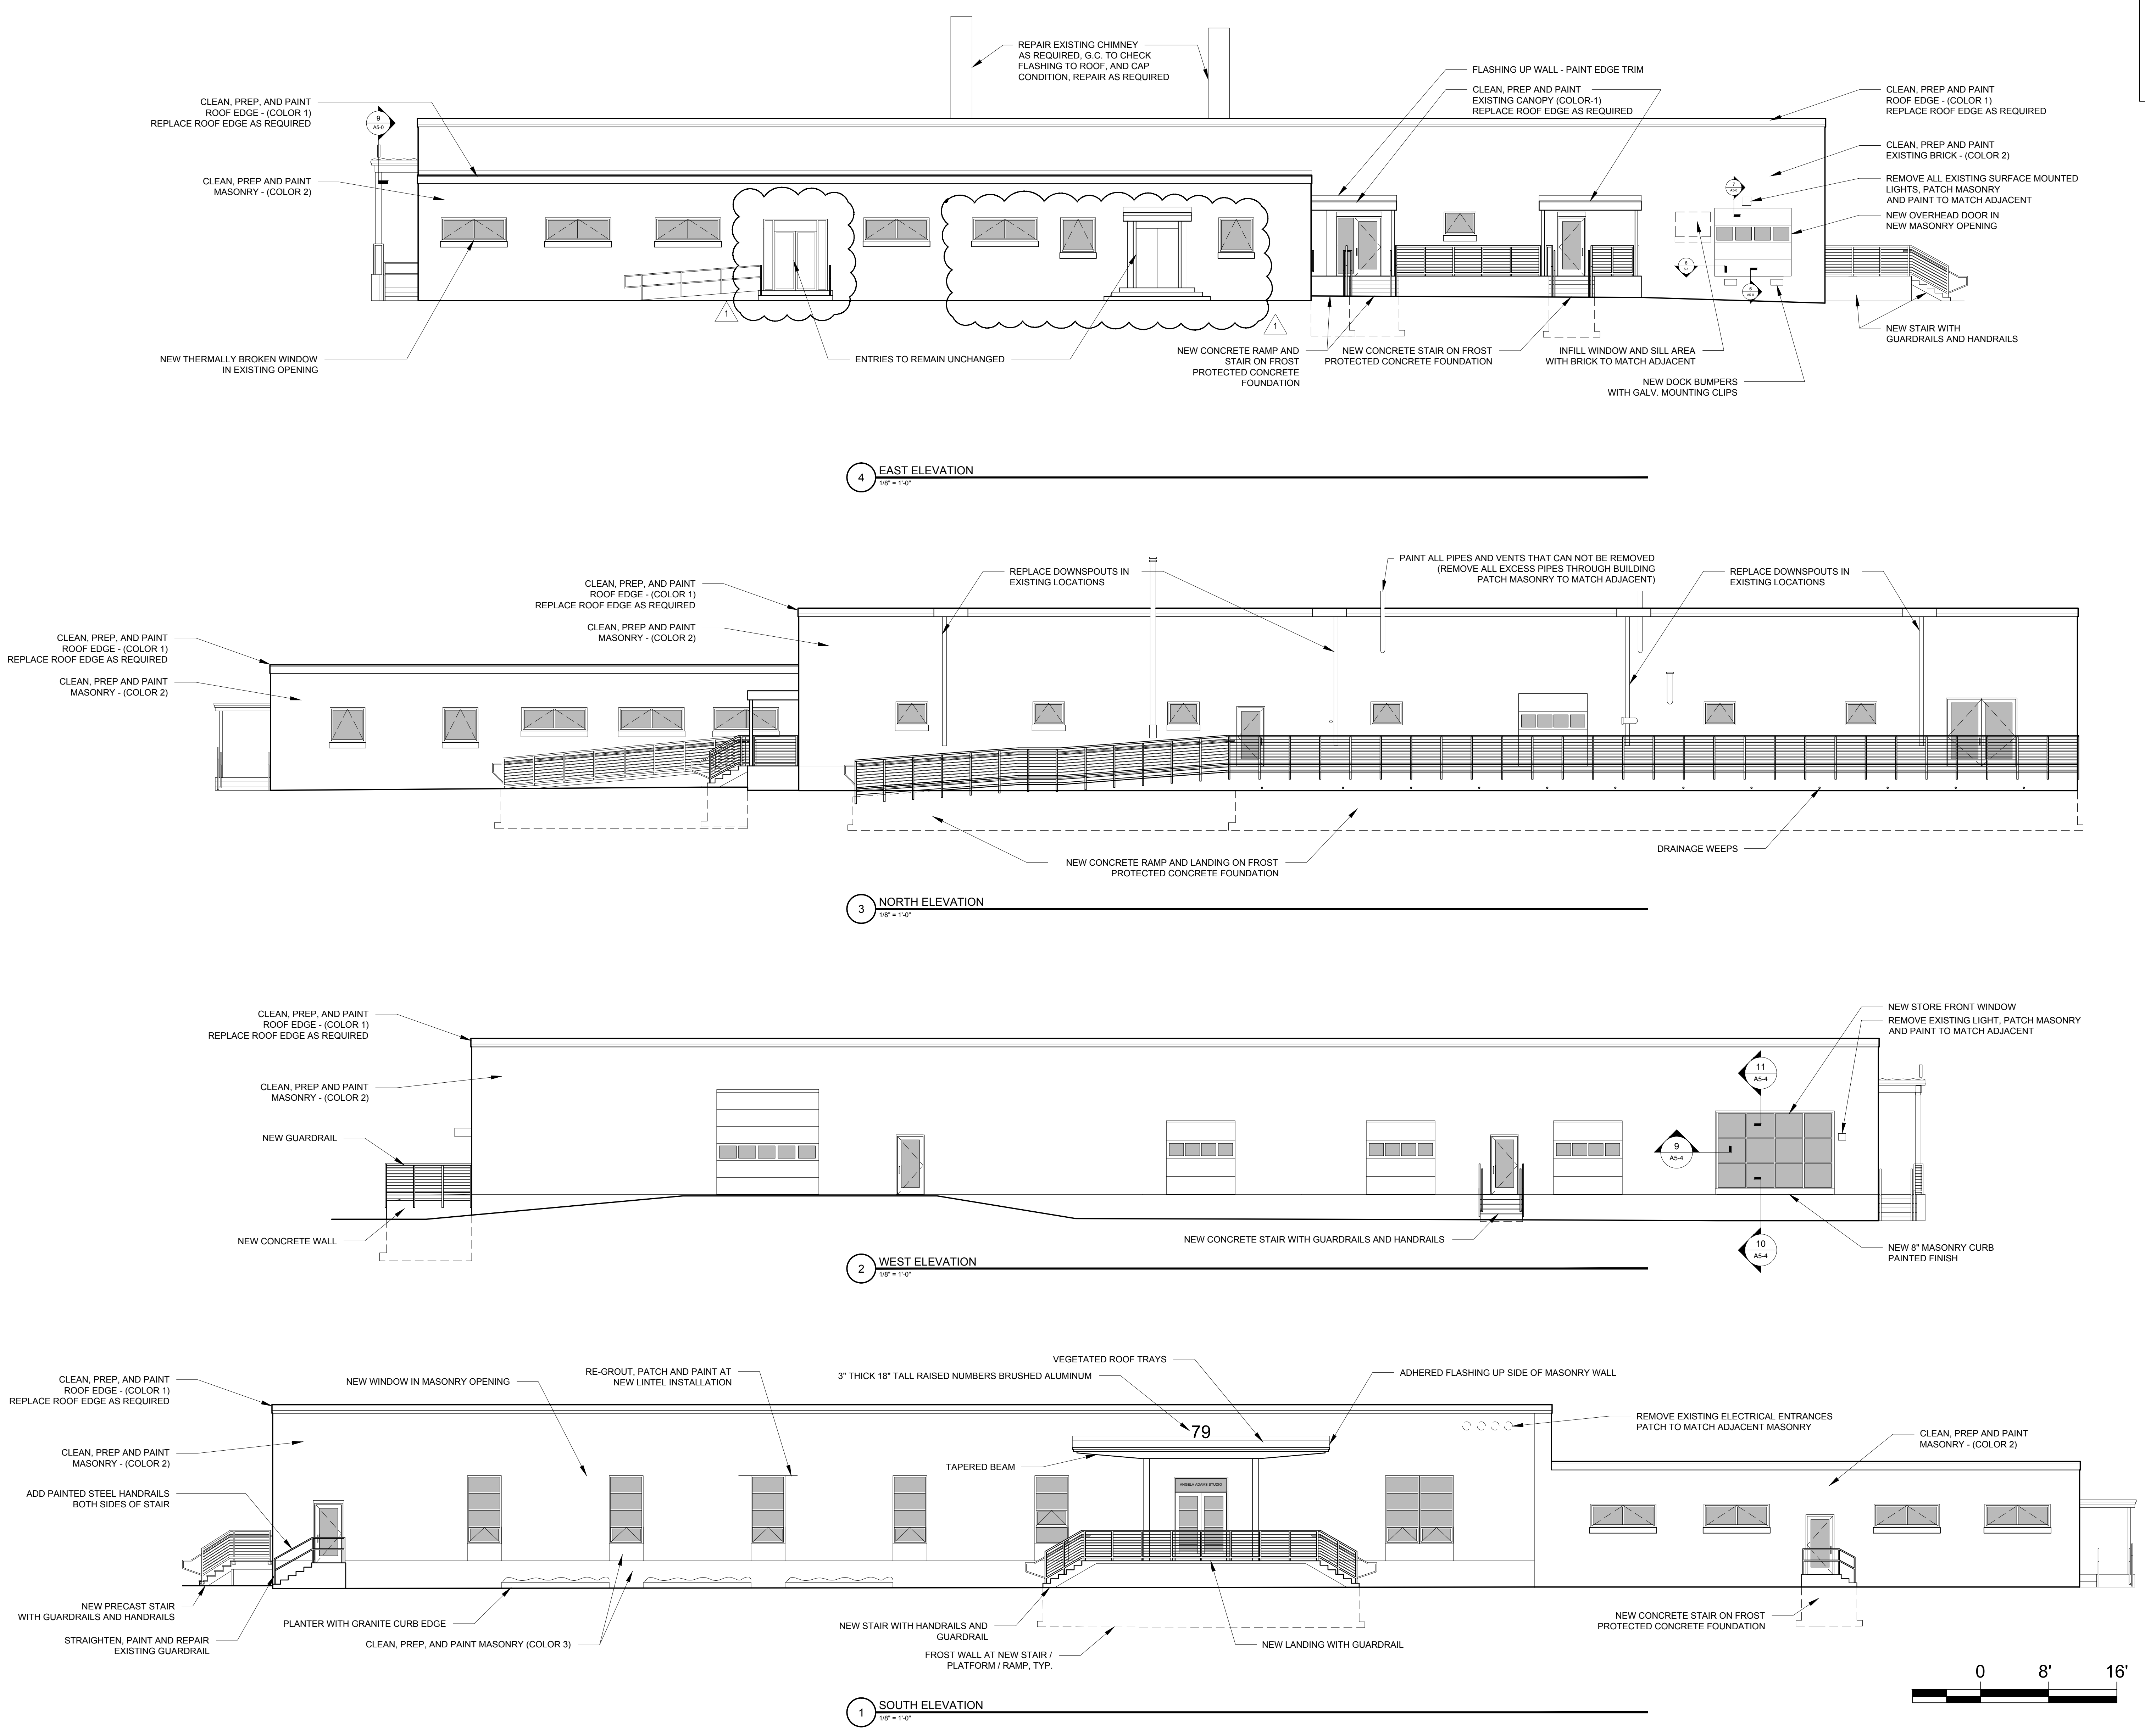 REPAIR EXISTING CHIMNEY
AS REQUIRED, G.C. TO CHECK
FLASHING TO ROOF, AND CAP
CONDITION, REPAIR AS REQUIRED
FLASHING UP WALL - PAINT EDGE TRIM
CLEAN, PREP AND PAINT
EXISTING CANOPY (COLOR-1)
REPLACE ROOF EDGE AS REQUIRED
CLEAN, PREP AND PAINT
ROOF EDGE - (COLOR 1)
REPLACE ROOF EDGE AS REQUIRED
CLEAN, PREP, AND PAINT
ROOF EDGE - (COLOR 1)
REPLACE ROOF EDGE AS REQUIRED
9
A5-0
CLEAN, PREP AND PAINT
EXISTING BRICK - (COLOR 2)
CLEAN, PREP AND PAINT
MASONRY - (COLOR 2)
REMOVE ALL EXISTING SURFACE MOUNTED
LIGHTS, PATCH MASONRY
AND PAINT TO MATCH ADJACENT
7
NEW OVERHEAD DOOR IN
NEW MASONRY OPENING
8
6
1
1
NEW STAIR WITH
GUARDRAILS AND HANDRAILS
NEW THERMALLY BROKEN WINDOW
IN EXISTING OPENING
ENTRIES TO REMAIN UNCHANGED
NEW CONCRETE RAMP AND
STAIR ON FROST
PROTECTED CONCRETE
FOUNDATION
NEW CONCRETE STAIR ON FROST
PROTECTED CONCRETE FOUNDATION
INFILL WINDOW AND SILL AREA
WITH BRICK TO MATCH ADJACENT
NEW DOCK BUMPERS
WITH GALV. MOUNTING CLIPS
4
EAST ELEVATION
1/8" = 1'-0"
REPLACE DOWNSPOUTS IN
EXISTING LOCATIONS
PAINT ALL PIPES AND VENTS THAT CAN NOT BE REMOVED
(REMOVE ALL EXCESS PIPES THROUGH BUILDING
PATCH MASONRY TO MATCH ADJACENT)
REPLACE DOWNSPOUTS IN
EXISTING LOCATIONS
CLEAN, PREP, AND PAINT
ROOF EDGE - (COLOR 1)
REPLACE ROOF EDGE AS REQUIRED
CLEAN, PREP AND PAINT
MASONRY - (COLOR 2)
CLEAN, PREP, AND PAINT
ROOF EDGE - (COLOR 1)
REPLACE ROOF EDGE AS REQUIRED
CLEAN, PREP AND PAINT
MASONRY - (COLOR 2)
DRAINAGE WEEPS
NEW CONCRETE RAMP AND LANDING ON FROST
PROTECTED CONCRETE FOUNDATION
3
NORTH ELEVATION
1/8" = 1'-0"
CLEAN, PREP, AND PAINT
ROOF EDGE - (COLOR 1)
REPLACE ROOF EDGE AS REQUIRED
NEW STORE FRONT WINDOW
REMOVE EXISTING LIGHT, PATCH MASONRY
AND PAINT TO MATCH ADJACENT
CLEAN, PREP AND PAINT
MASONRY - (COLOR 2)
11
A5-4
NEW GUARDRAIL
9
A5-4
NEW CONCRETE WALL
NEW CONCRETE STAIR WITH GUARDRAILS AND HANDRAILS
10
A5-4
NEW 8" MASONRY CURB
PAINTED FINISH
2
WEST ELEVATION
1/8" = 1'-0"
VEGETATED ROOF TRAYS
3" THICK 18" TALL RAISED NUMBERS BRUSHED ALUMINUM
ADHERED FLASHING UP SIDE OF MASONRY WALL
RE-GROUT, PATCH AND PAINT AT
NEW LINTEL INSTALLATION
NEW WINDOW IN MASONRY OPENING
CLEAN, PREP, AND PAINT
ROOF EDGE - (COLOR 1)
REPLACE ROOF EDGE AS REQUIRED
REMOVE EXISTING ELECTRICAL ENTRANCES
PATCH TO MATCH ADJACENT MASONRY
79
CLEAN, PREP AND PAINT
MASONRY - (COLOR 2)
CLEAN, PREP AND PAINT
MASONRY - (COLOR 2)
TAPERED BEAM
ANGELA ADAMS STUDIO
ADD PAINTED STEEL HANDRAILS
BOTH SIDES OF STAIR
NEW PRECAST STAIR
WITH GUARDRAILS AND HANDRAILS
STRAIGHTEN, PAINT AND REPAIR
EXISTING GUARDRAIL
PLANTER WITH GRANITE CURB EDGE
CLEAN, PREP, AND PAINT MASONRY (COLOR 3)
NEW STAIR WITH HANDRAILS AND
GUARDRAIL
FROST WALL AT NEW STAIR /
PLATFORM / RAMP, TYP.
NEW LANDING WITH GUARDRAIL
NEW CONCRETE STAIR ON FROST
PROTECTED CONCRETE FOUNDATION
0 8' 16'
1
SOUTH ELEVATION
1/8" = 1'-0"